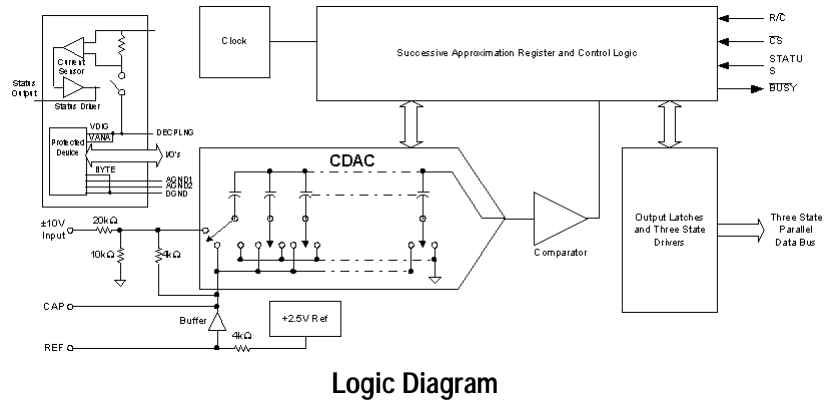 R/C
Clock
Successive Approximation Register and Control Logic
CS
STATU
S
BUSY
Current
Sensor
Status
Output
Status Driver
VDIG
DECPLNG
VANA
Protected
Device
I/O's
BYTE
AGND1
AGND2
DGND
CDAC
±10V
Input
20kΩ
10kΩ
4kΩ
Comparator
Output Latches
and Three State
Drivers
Three State
Parallel
Data Bus
CAP
Buffer
+2.5V Ref
REF
4kΩ
Logic Diagram